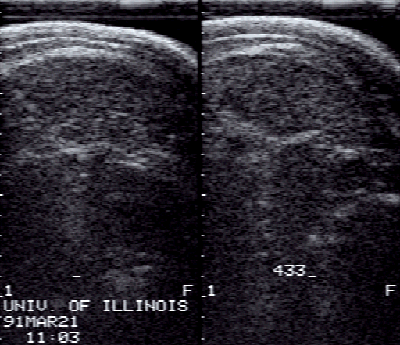 433
1 F 1 F
UNIV OF ILLINOIS
91MAR21
11:03